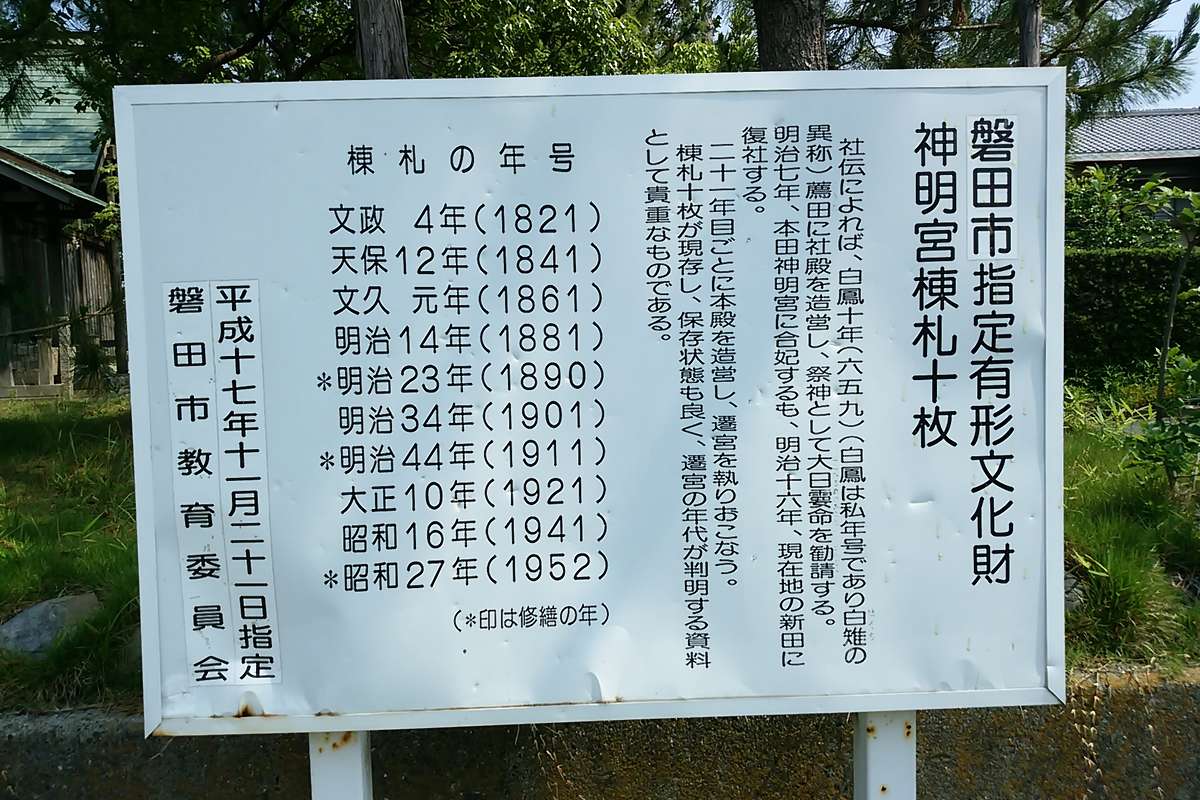 磐田市指定有形文化財
神明宮棟札十枚
社伝によれば、白鳳十年（六五九）（白鳳は私年号であり白雉の
異称）薦田に社殿を造営し、祭神として大日孁命を勧請する。
明治七年、本田神明宮に合妃するも、明治十六年、現在地の新田に
復社する。
二十一年目ごとに本殿を造営し、遷宮を執りおこなう。
棟札十枚が現存し、保存状態も良く、遷宮の年代が判明する資料
として貴重なものである。
棟札の年号
文政 4年(1821)
天保12年(1841)
文久 元年(1861)
明治14年(1881)
*明治23年(1890)
明治34年(1901)
*明治44年(1911)
大正10年(1921)
昭和16年(1941)
*昭和27年(1952)
(*印は修繕の年)
平成十七年十一月二十一日指定
磐田市教育委員会